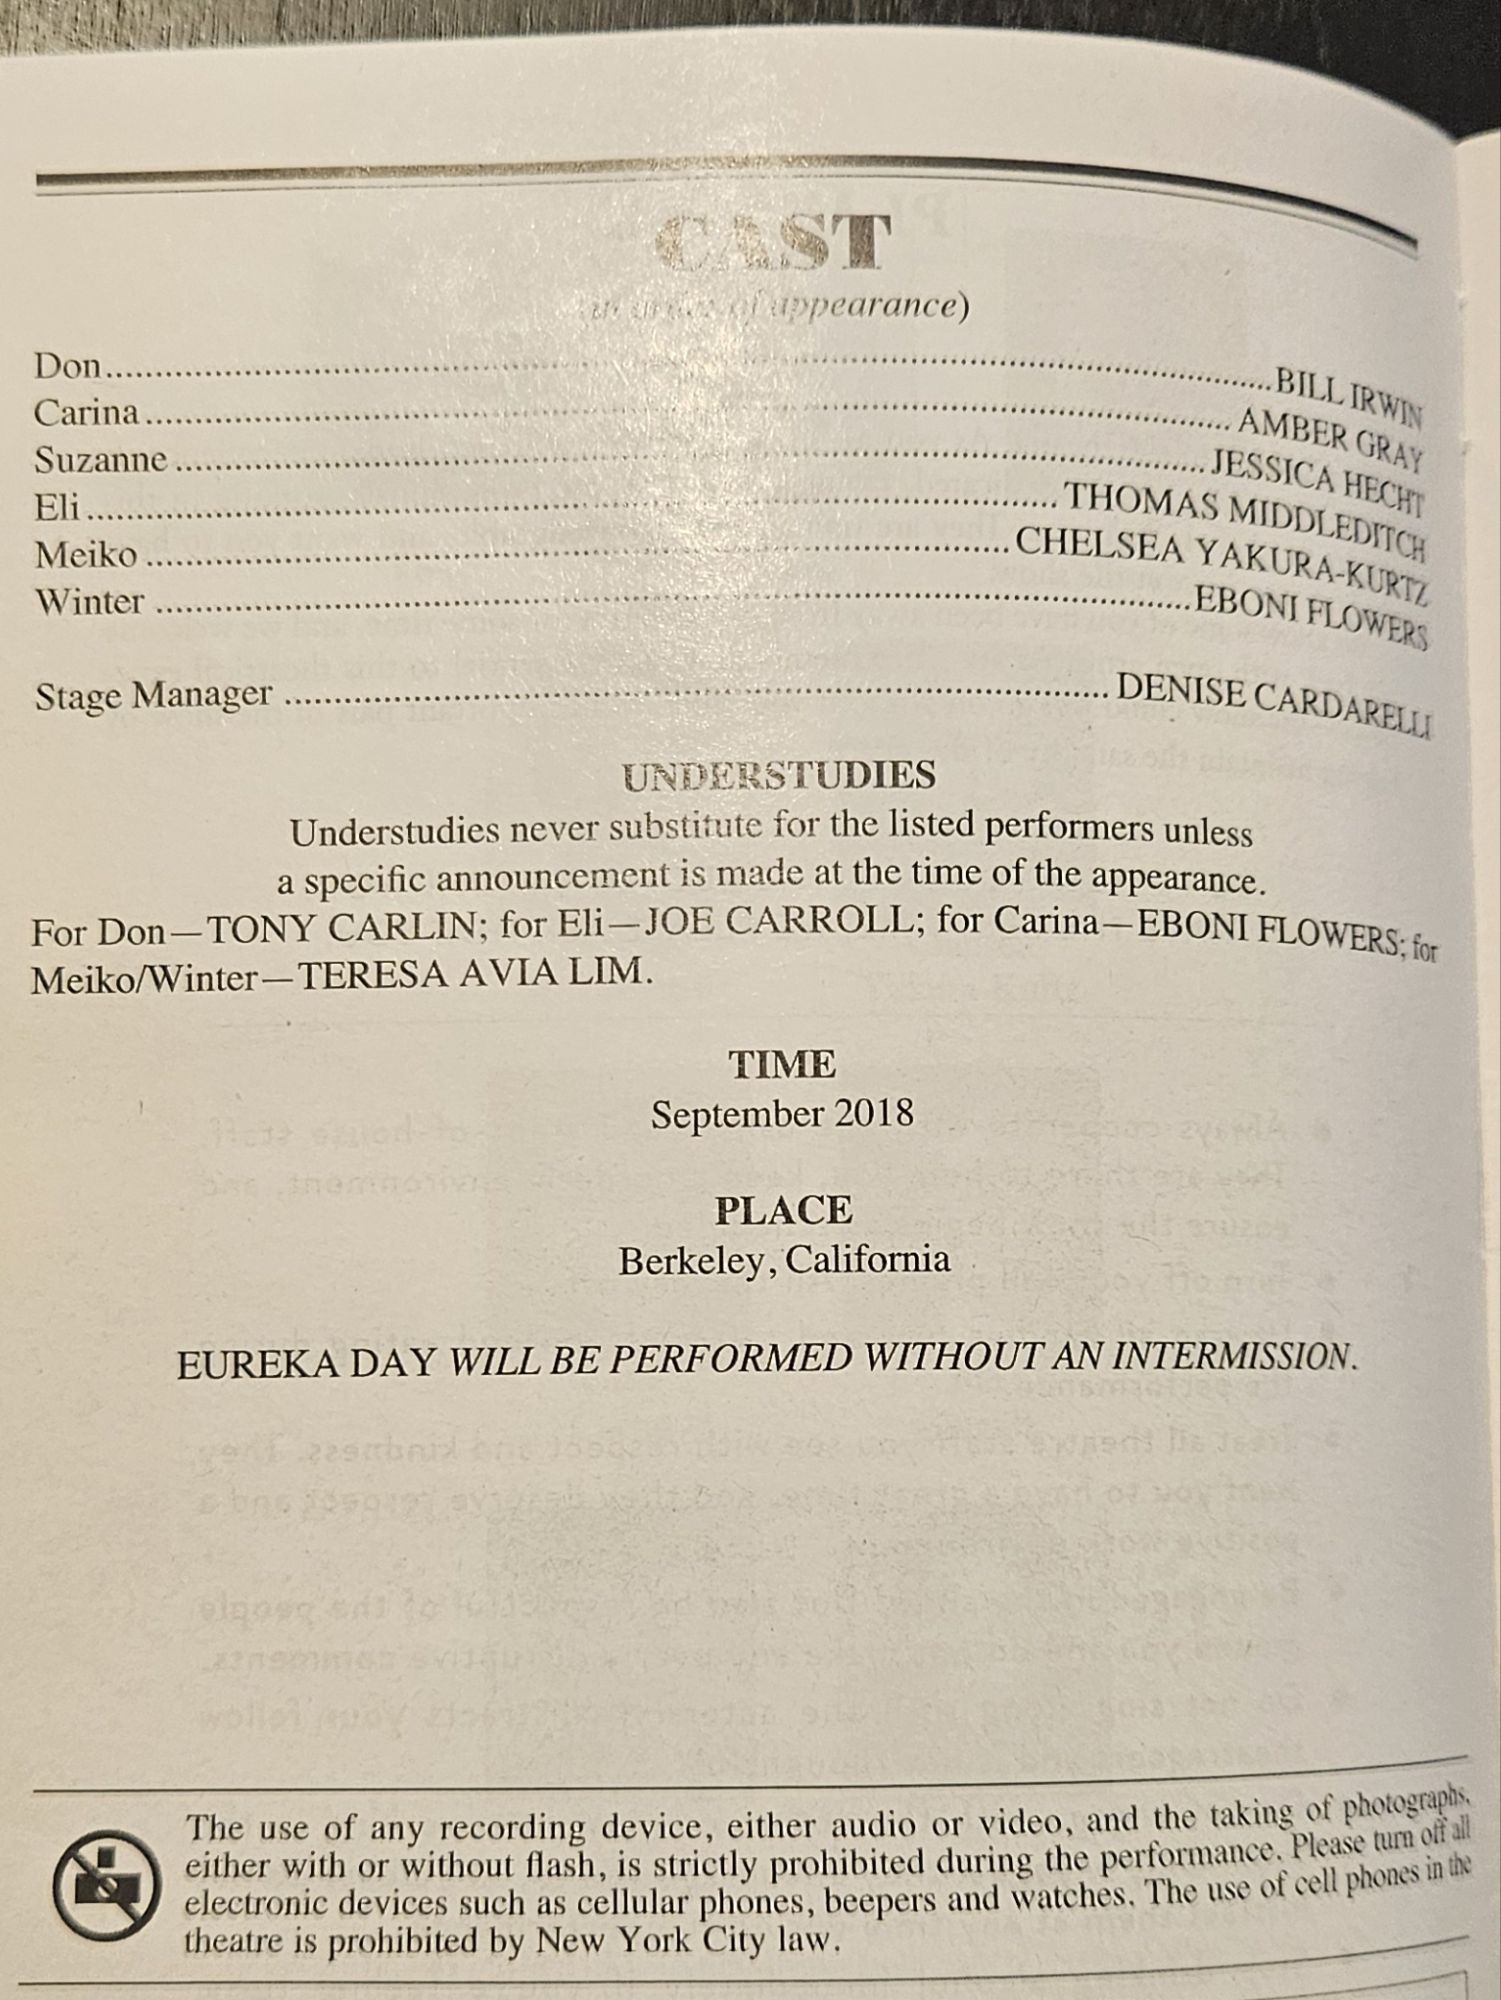 CAST
(in order of appearance)
Don..........BILL IRWIN
Carina..........AMBER GRAY
Suzanne..........JESSICA HECHT
Eli..........THOMAS MIDDLEDITCH
Meiko..........CHELSEA YAKURA-KURTZ
Winter..........EBONI FLOWERS
Stage Manager..........DENISE CARDARELLI
UNDERSTUDIES
Understudies never substitute for the listed performers unless
a specific announcement is made at the time of the appearance.
For Don—TONY CARLIN; for Eli—JOE CARROLL; for Carina—EBONI FLOWERS; for
Meiko/Winter—TERESA AVIA LIM.
TIME
September 2018
PLACE
Berkeley, California
EUREKA DAY WILL BE PERFORMED WITHOUT AN INTERMISSION.
The use of any recording device, either audio or video, and the taking of photographs,
either with or without flash, is strictly prohibited during the performance. Please turn off all
electronic devices such as cellular phones, beepers and watches. The use of cell phones in the
theatre is prohibited by New York City law.